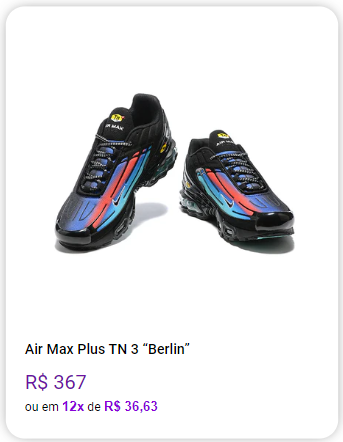 AIR MAX
Air Max Plus TN 3 “Berlin”
R$ 367
ou em 12x de R$ 36,63